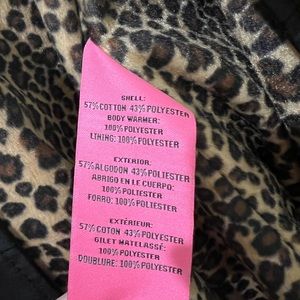 SHELL:
57% COTTON 43% POLYESTER
BODY WARMER:
100% POLYESTER
LINING: 100% POLYESTER
EXTERIOR:
57% ALGODON 43% POLIESTER
ABRIGO EN LE CUERPO:
100% POLIESTER
FORRO: 100% POLIÉSTER
EXTÉRIEUR:
57% COTON 43% POLYESTER
GILET MATELASSÉ:
100% POLYESTER
DOUBLURE: 100% POLYESTER